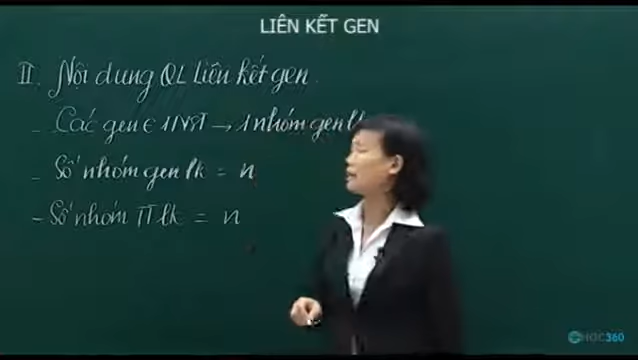 LIÊN KẾT GEN
II. Nội dung QL Liên kết gen.
- Các gen ∈ 1NST → 1 nhóm gen lk
- Số nhóm gen lk = n
- Số nhóm TT lk = n
HOC360